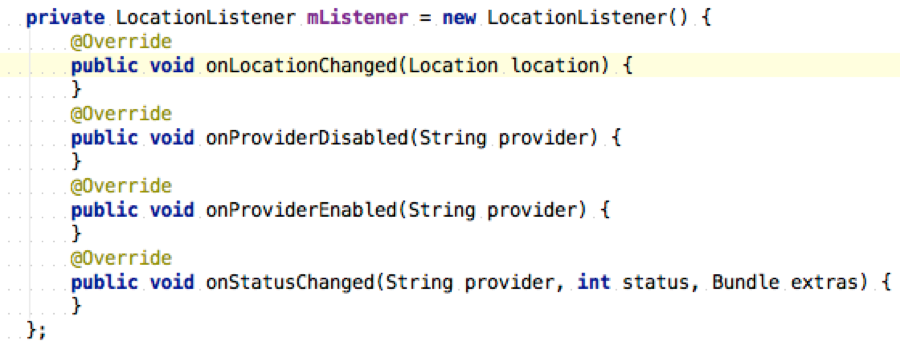 private LocationListener mListener = new LocationListener() {
@Override
public void onLocationChanged(Location location) {
}
@Override
public void onProviderDisabled(String provider) {
}
@Override
public void onProviderEnabled(String provider) {
}
@Override
public void onStatusChanged(String provider, int status, Bundle extras) {
}
};